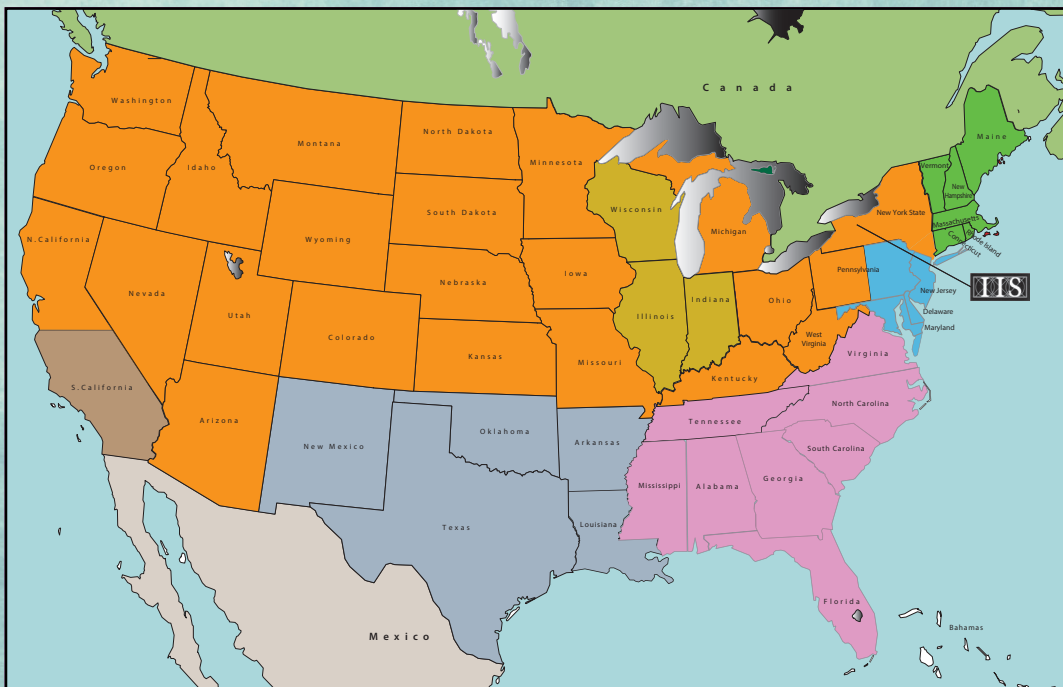 Canada
Washington
Montana
North Dakota
Minnesota
Maine
Oregon
Idaho
Vermont
New
Hampshire
Wisconsin
South Dakota
New York State
Massachusetts
Rhode Island
Connecticut
Michigan
N.California
Wyoming
Iowa
Pennsylvania
Nebraska
IIS
Nevada
New Jersey
Indiana
Ohio
Utah
Illinois
Delaware
Colorado
Maryland
West
Virginia
Kansas
Virginia
Missouri
Kentucky
S.California
North Carolina
Arizona
Tennessee
Oklahoma
Arkansas
New Mexico
South Carolina
Georgia
Mississippi
Alabama
Texas
Louisiana
Florida
Bahamas
Mexico